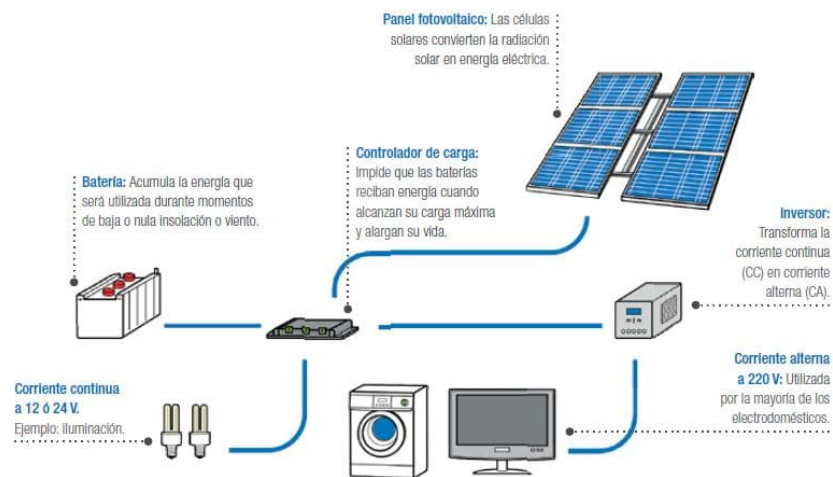 Panel fotovoltaico: Las células
solares convierten la radiación
solar en energía eléctrica.
Controlador de carga:
Impide que las baterías
reciban energía cuando
alcanzan su carga máxima
y alargan su vida.
Batería: Acumula la energía que
será utilizada durante momentos
de baja o nula insolación o viento.
Inversor:
Transforma la
corriente continua
(CC) en corriente
alterna (CA).
Corriente continua
a 12 ó 24 V.
Ejemplo: iluminación.
Corriente alterna
a 220 V: Utilizada
por la mayoría de los
electrodomésticos.